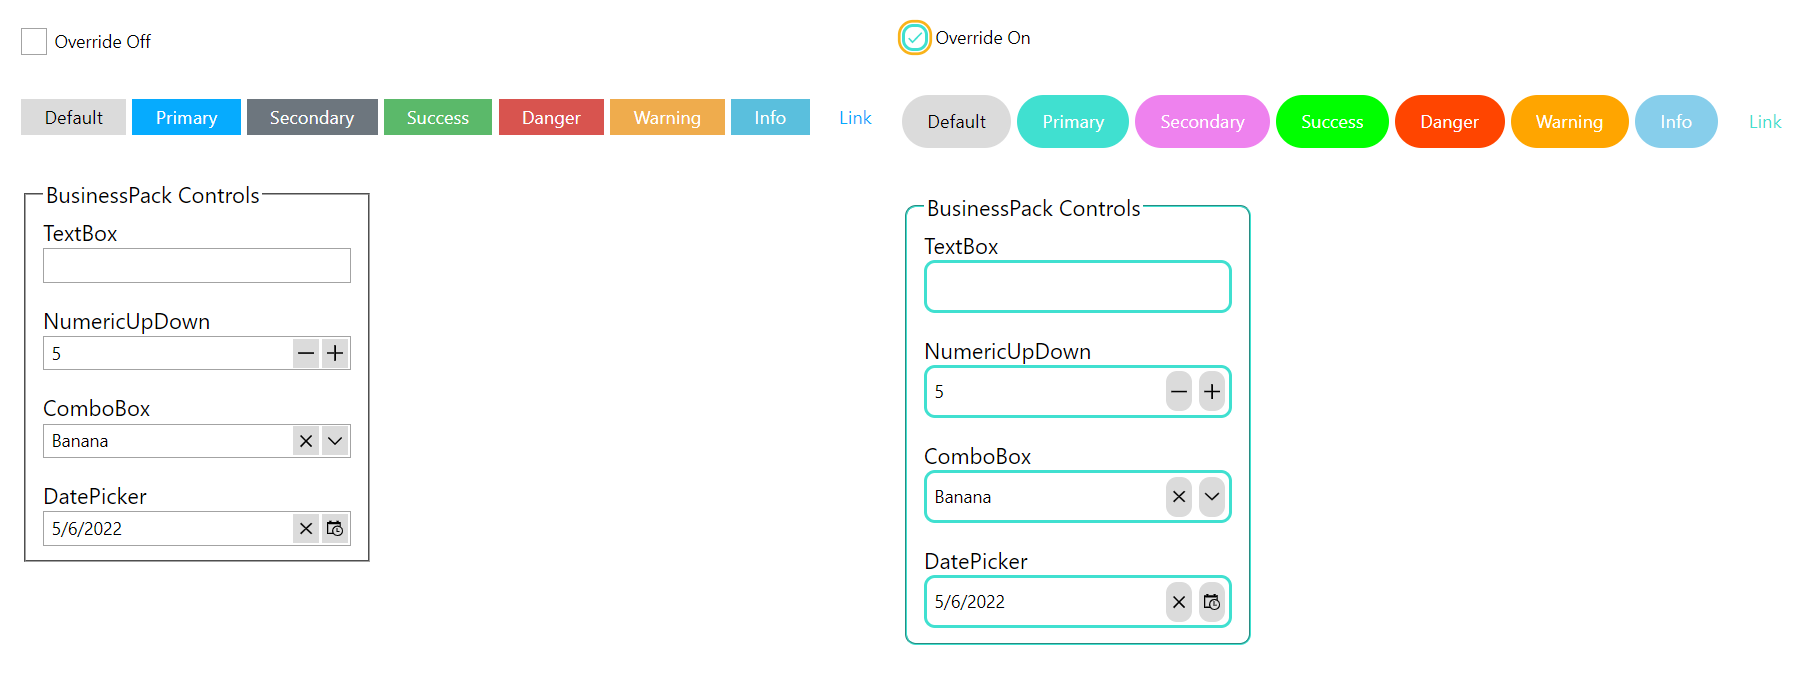 Override Off
Default Primary Secondary Success Danger Warning Info Link
BusinessPack Controls
TextBox
NumericUpDown
5
ComboBox
Banana
DatePicker
5/6/2022
Override On
Default Primary Secondary Success Danger Warning Info Link
BusinessPack Controls
TextBox
NumericUpDown
5
ComboBox
Banana
DatePicker
5/6/2022